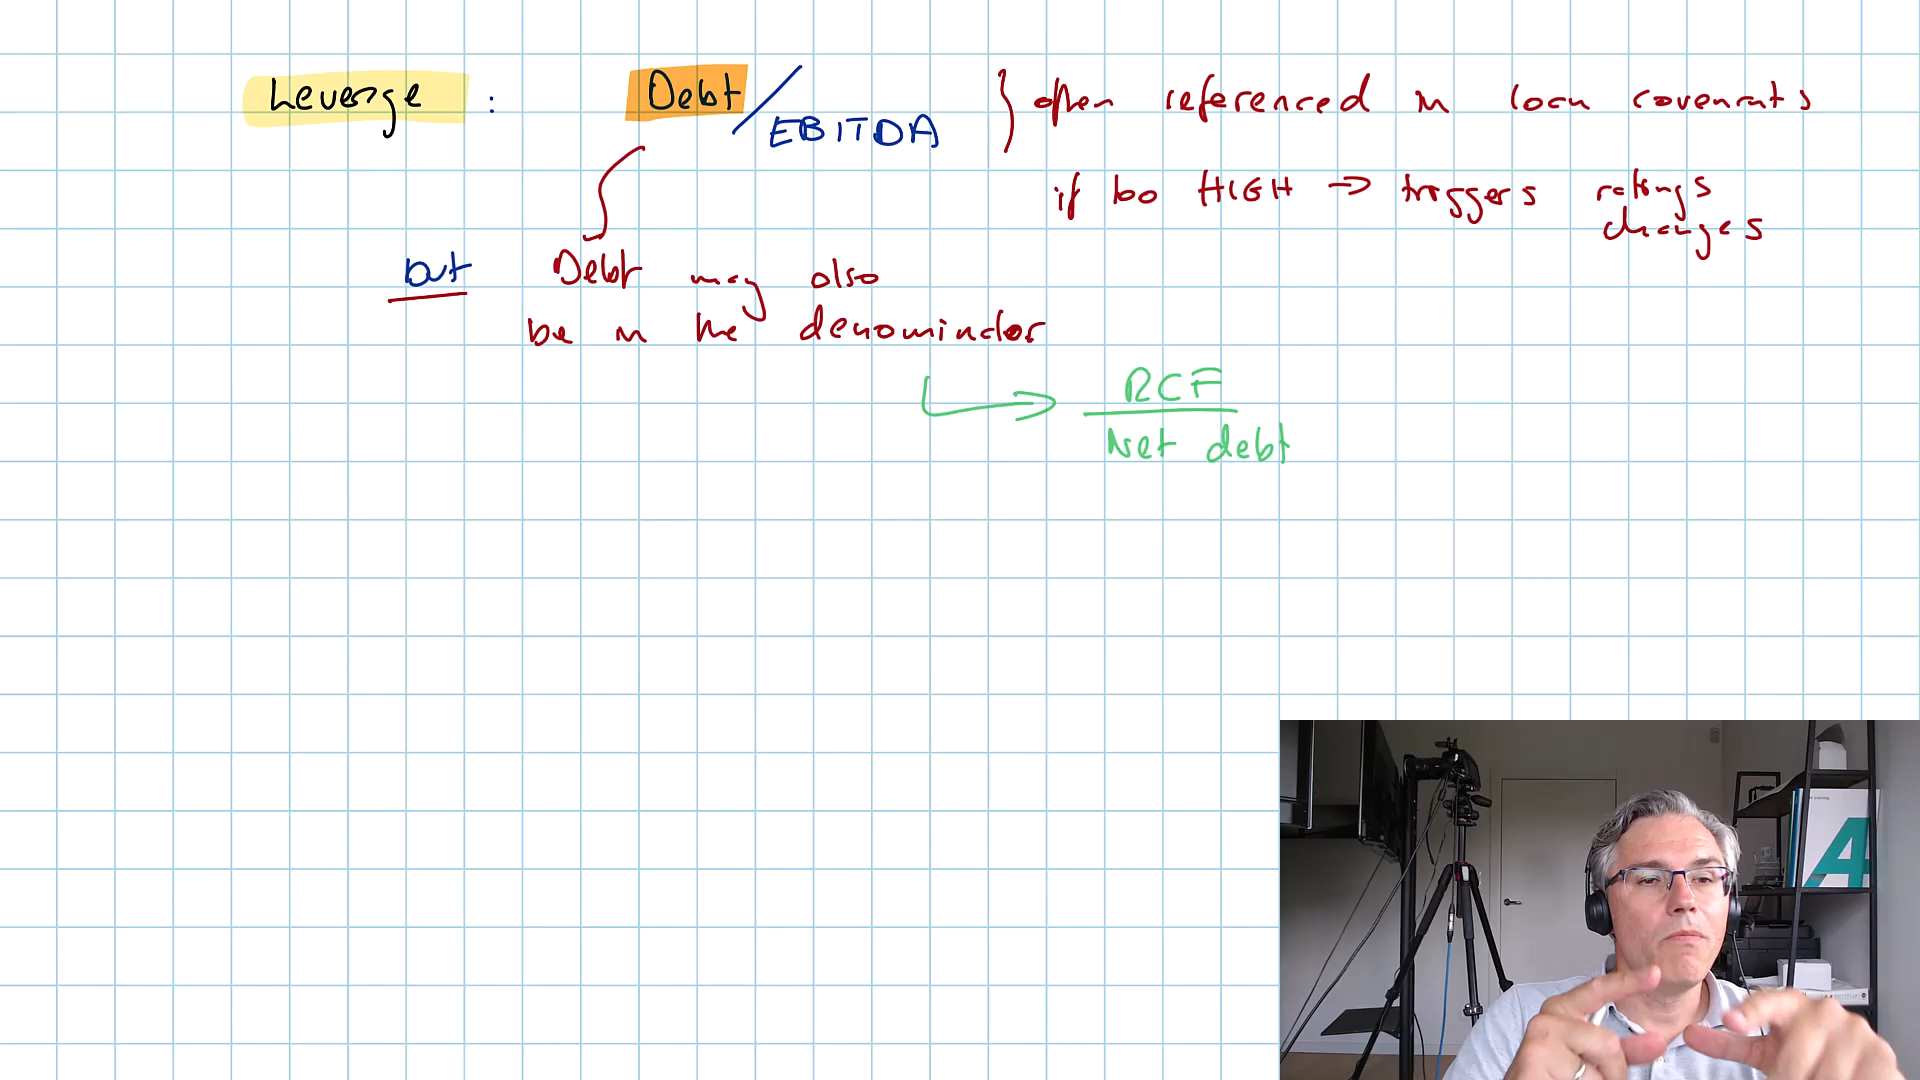 Leverage : Debt/EBITDA } often referenced in loan covenants
if too HIGH → triggers ratings changes
but Debt may also
be in the denominator
RCF
Net debt
A